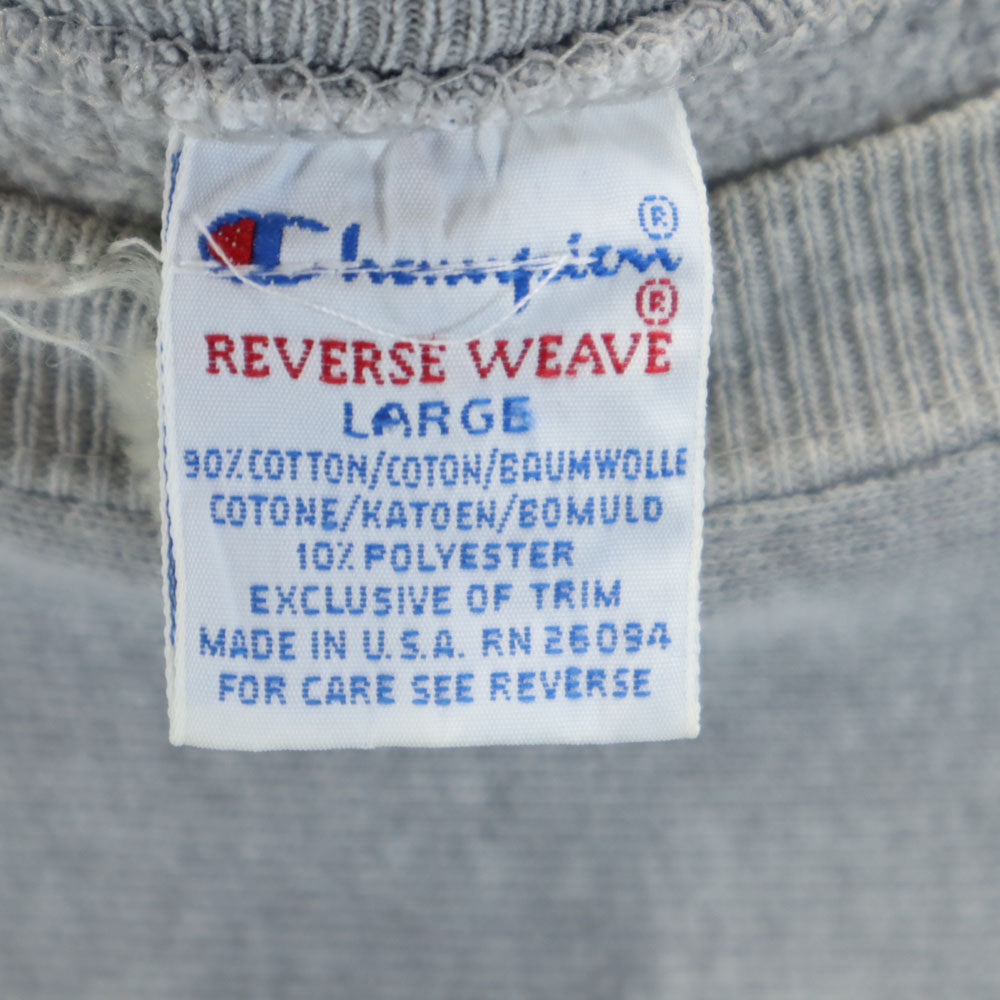 Champion®
®
REVERSE WEAVE
LARGE
90% COTTON/COTON/BAUMWOLLE
COTONE/KATOEN/BOMULD
10% POLYESTER
EXCLUSIVE OF TRIM
MADE IN U.S.A. RN 26094
FOR CARE SEE REVERSE